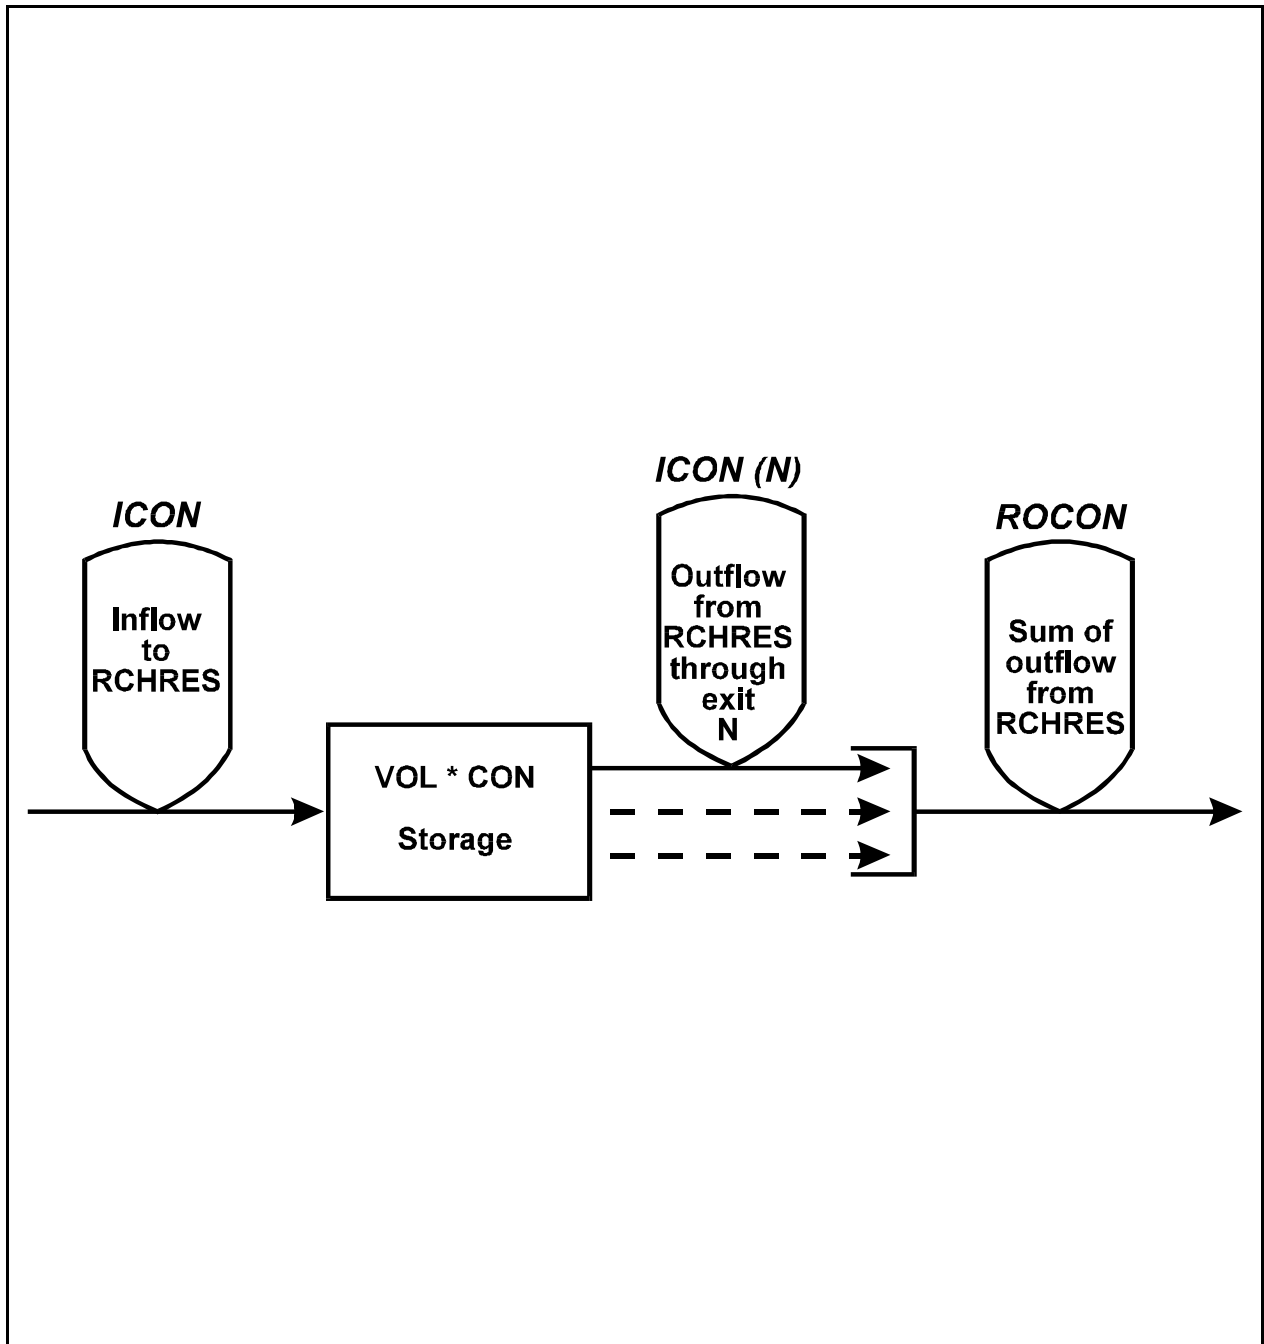 ICON
Inflow
to
RCHRES
VOL * CON
Storage
ICON (N)
Outflow
from
RCHRES
through
exit
N
ROCON
Sum of
outflow
from
RCHRES